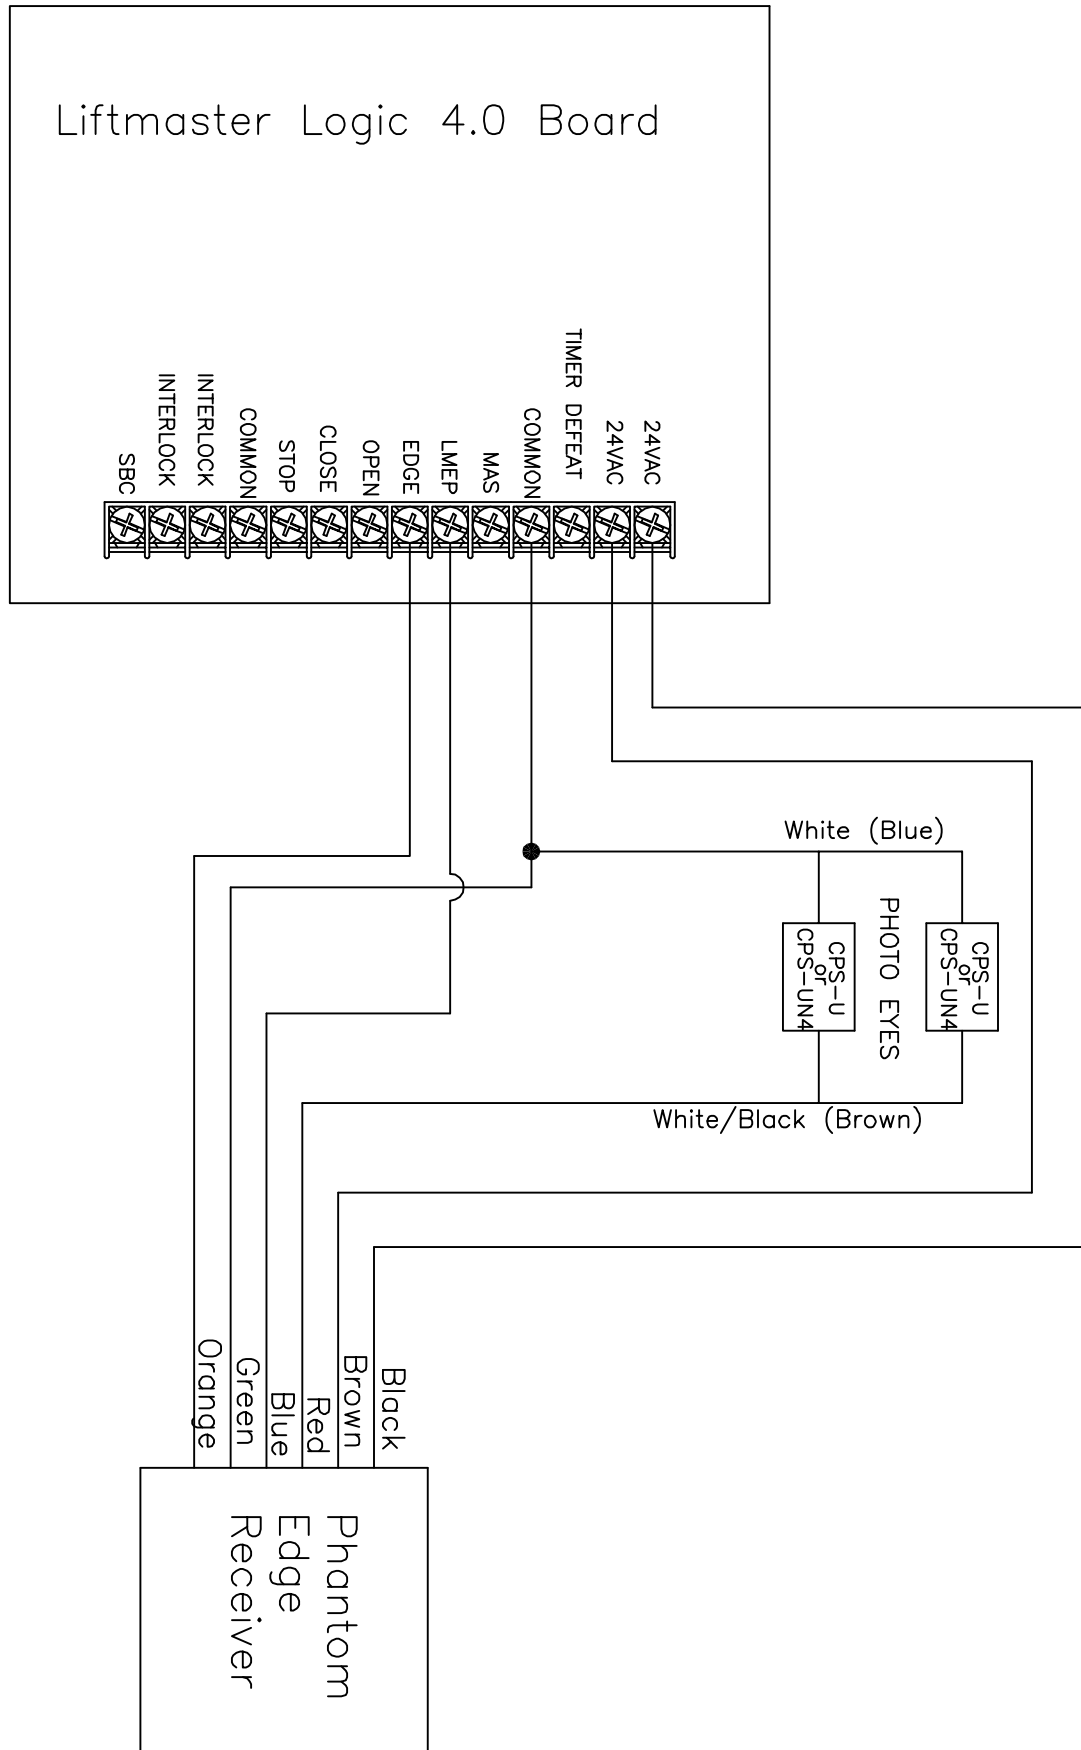 Liftmaster Logic 4.0 Board
SBC
INTERLOCK
INTERLOCK
COMMON
STOP
CLOSE
OPEN
EDGE
LMEP
MAS
COMMON
TIMER DEFEAT
24VAC
24VAC
White (Blue)
CPS-U
or
CPS-UN4
PHOTO EYES
CPS-U
or
CPS-UN4
White/Black (Brown)
Orange
Green
Blue
Red
Brown
Black
Phantom
Edge
Receiver